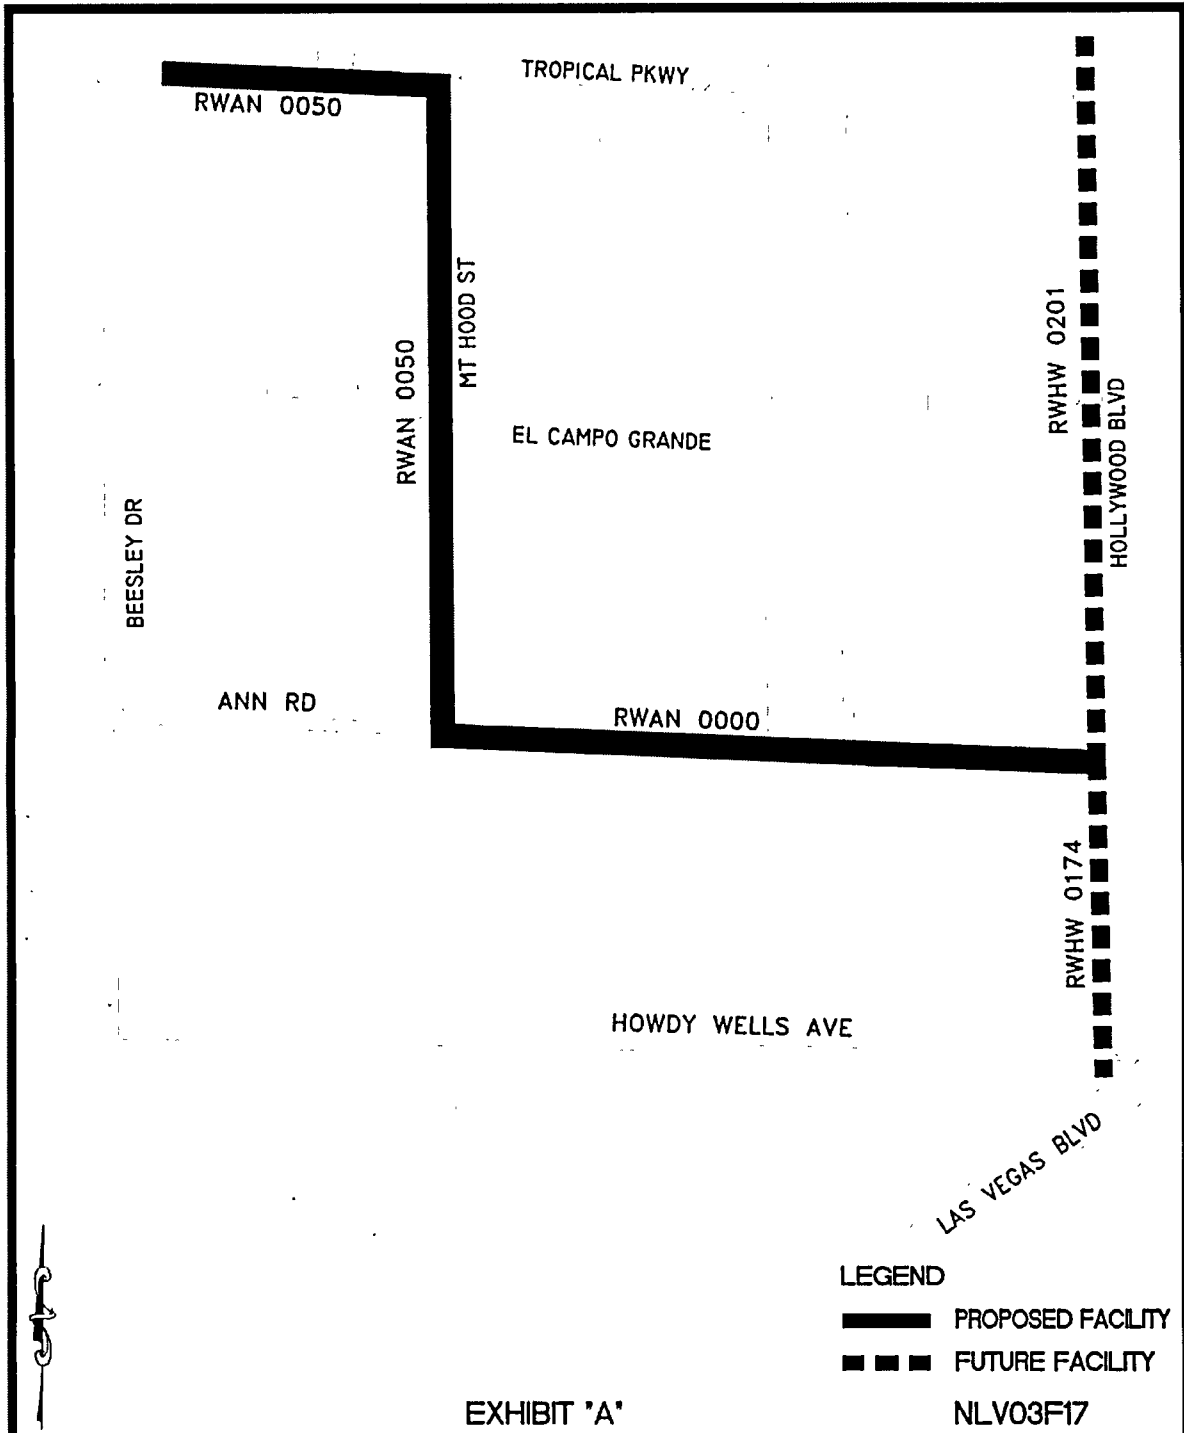 TROPICAL PKWY
RWAN 0050
MT HOOD ST
RWAN 0050
RWHW 0201
HOLLYWOOD BLVD
EL CAMPO GRANDE
BEESLEY DR
ANN RD
RWAN 0000
RWHW 0174
HOWDY WELLS AVE
LAS VEGAS BLVD
LEGEND
PROPOSED FACILITY
FUTURE FACILITY
EXHIBIT "A"
NLV03F17